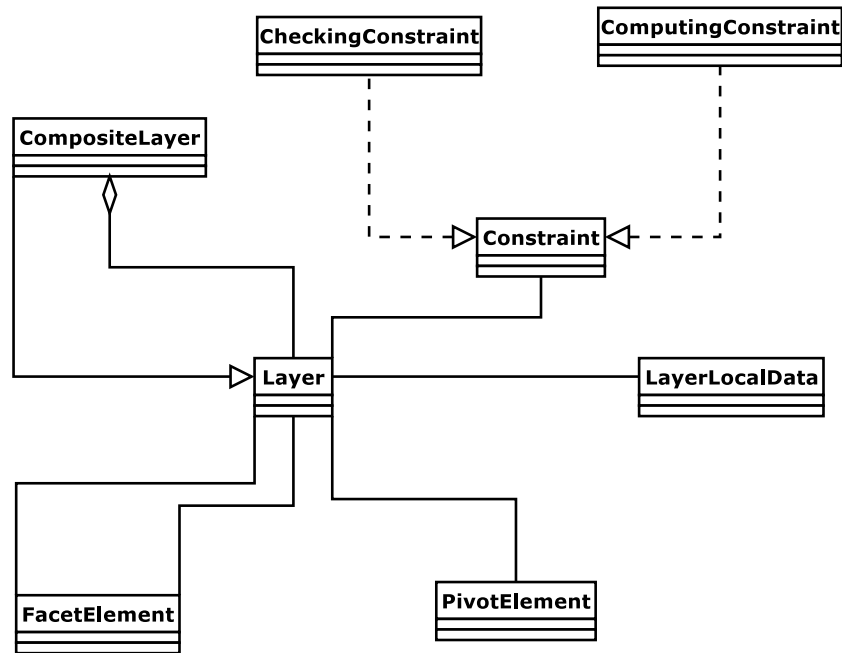 CheckingConstraint
ComputingConstraint
CompositeLayer
Constraint
Layer
LayerLocalData
FacetElement
PivotElement